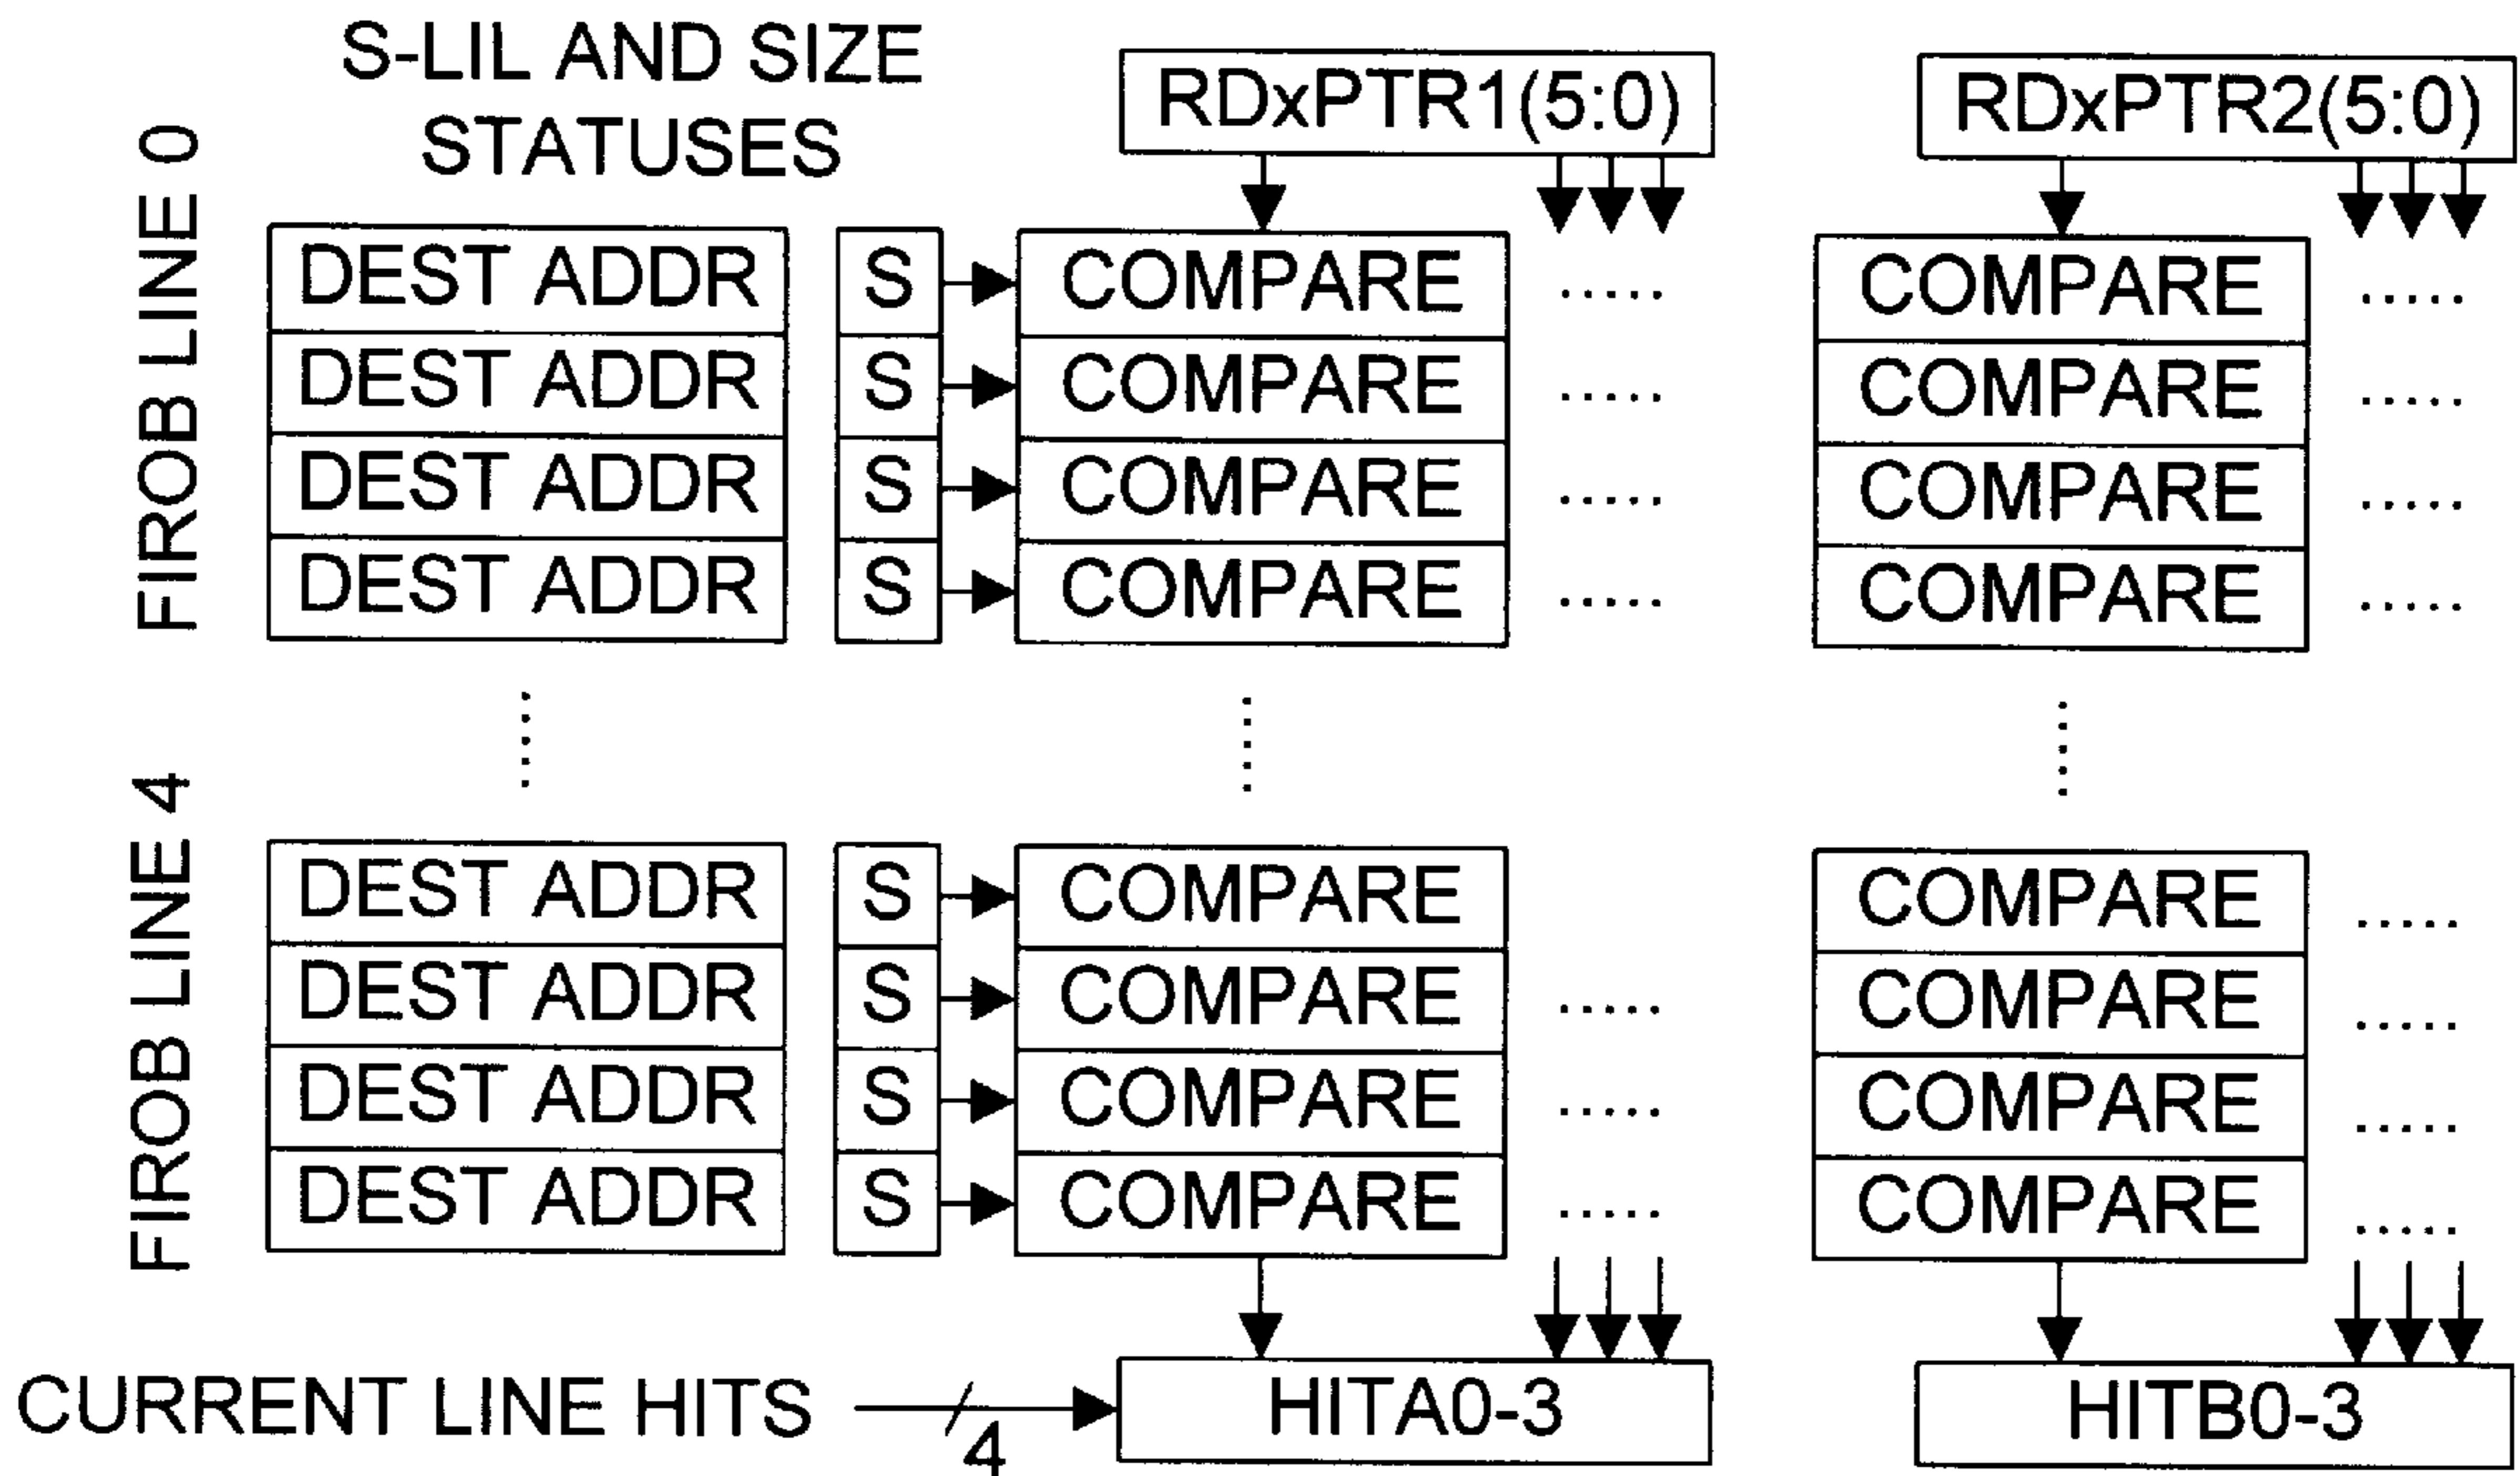 S-LIL AND SIZE
STATUSES
RDxPTR1(5:0)
RDxPTR2(5:0)
FIROB LINE 0
DEST ADDR S COMPARE ..... COMPARE .....
DEST ADDR S COMPARE ..... COMPARE .....
DEST ADDR S COMPARE ..... COMPARE .....
DEST ADDR S COMPARE ..... COMPARE .....
FIROB LINE 4
DEST ADDR S COMPARE COMPARE .....
DEST ADDR S COMPARE ..... COMPARE .....
DEST ADDR S COMPARE ..... COMPARE .....
DEST ADDR S COMPARE ..... COMPARE .....
CURRENT LINE HITS 4 HITA0-3 HITB0-3